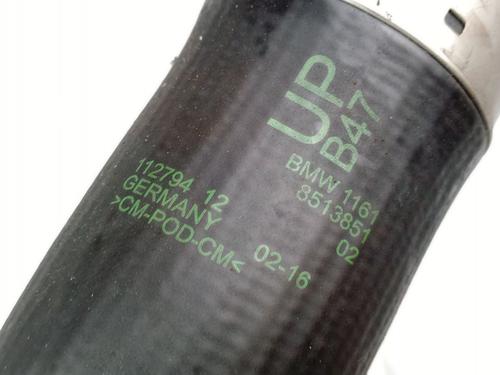 UP
B47
BMW 1161
8513851
02
112794 12
GERMANY
>CM-POD-CM<
02-16